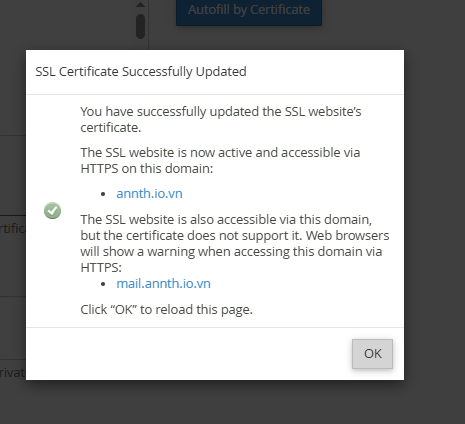 Autofill by Certificate
SSL Certificate Successfully Updated
You have successfully updated the SSL website's
certificate.
The SSL website is now active and accessible via
HTTPS on this domain:
• annth.io.vn
The SSL website is also accessible via this domain,
but the certificate does not support it. Web browsers
will show a warning when accessing this domain via
HTTPS:
• mail.annth.io.vn
Click “OK” to reload this page.
OK